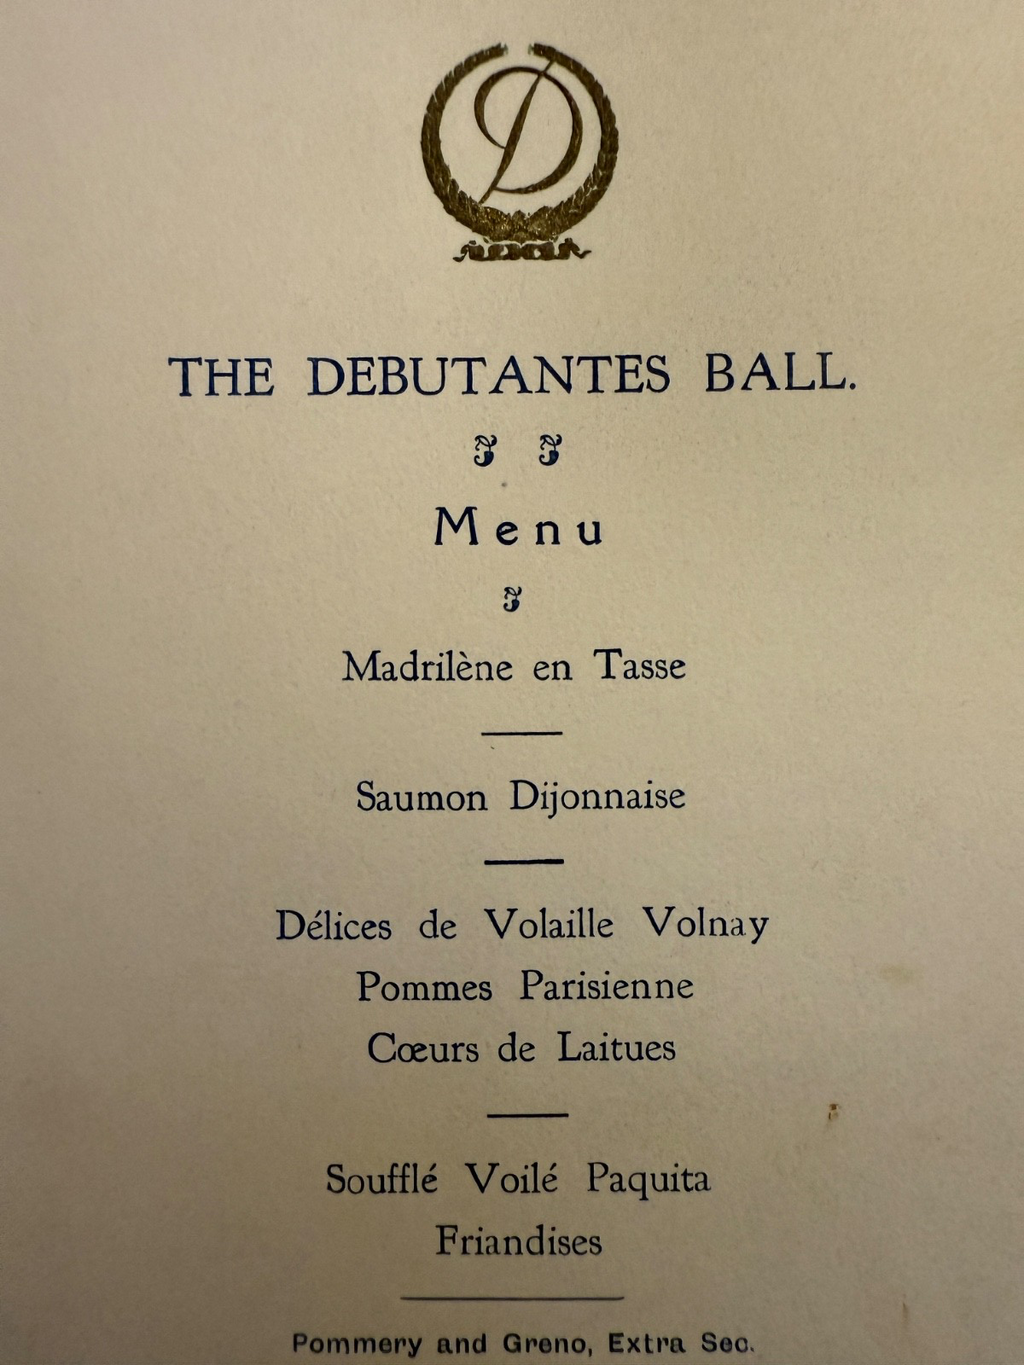 D
THE DEBUTANTES BALL.
Menu
Madrilène en Tasse
Saumon Dijonnaise
Délices de Volaille Volnay
Pommes Parisienne
Cœurs de Laitues
Soufflé Voilé Paquita
Friandises
Pommery and Greno, Extra Sec.